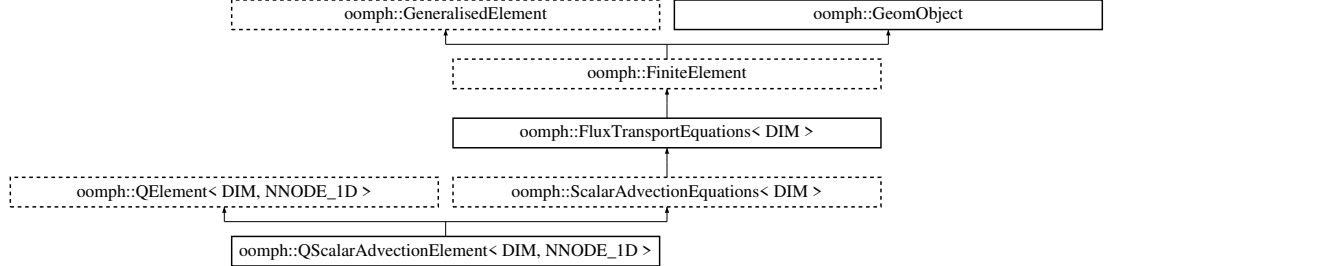 oomph::GeneralisedElement
oomph::GeomObject
oomph::FiniteElement
oomph::FluxTransportEquations< DIM >
oomph::QElement< DIM, NNODE_1D >
oomph::ScalarAdvectionEquations< DIM >
oomph::QScalarAdvectionElement< DIM, NNODE_1D >